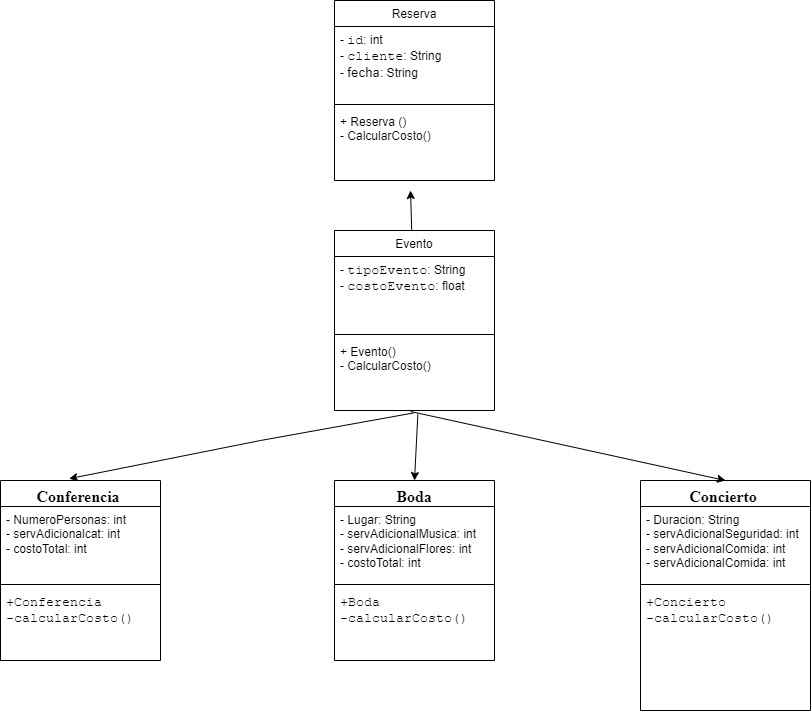 Reserva
- id: int
- cliente: String
- fecha: String
+ Reserva ()
- CalcularCosto()
Evento
- tipoEvento: String
- costoEvento: float
+ Evento()
- CalcularCosto()
Conferencia
- NumeroPersonas: int
- servAdicionalcat: int
- costoTotal: int
+Conferencia
-calcularCosto()
Boda
- Lugar: String
- servAdicionalMusica: int
- servAdicionalFlores: int
- costoTotal: int
+Boda
-calcularCosto()
Concierto
- Duracion: String
- servAdicionalSeguridad: int
- servAdicionalComida: int
- servAdicionalComida: int
+Concierto
-calcularCosto()